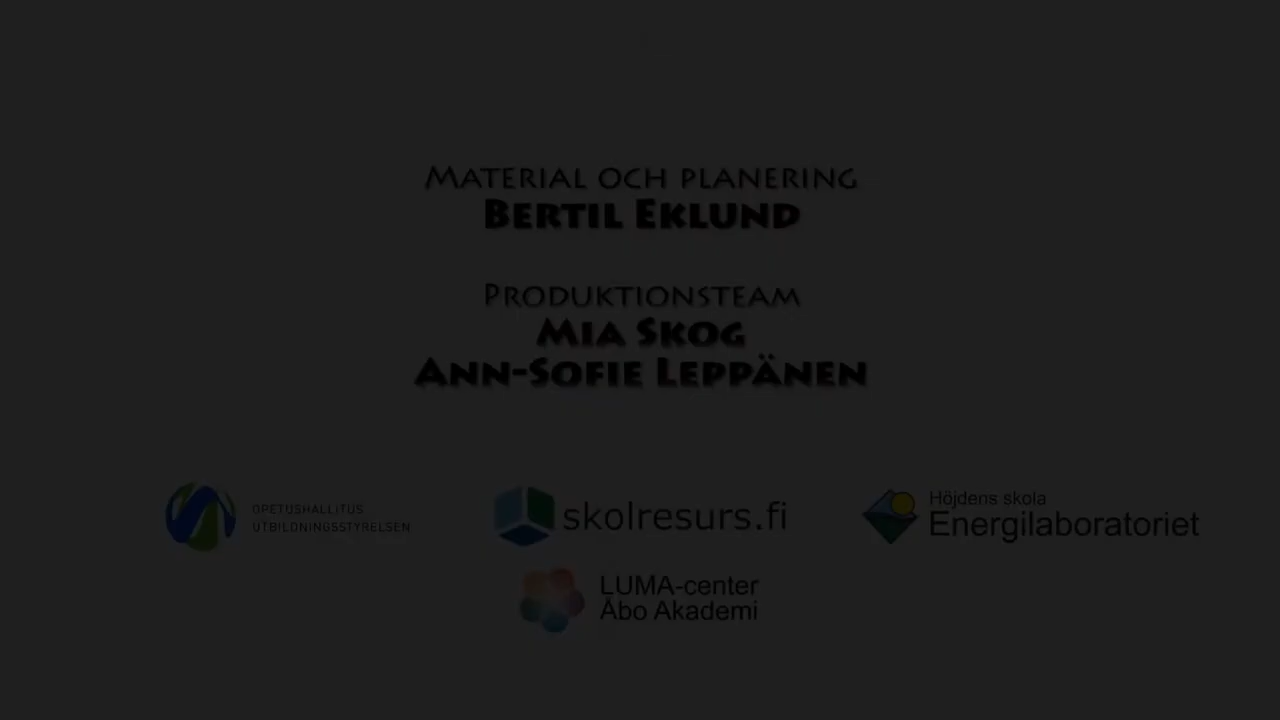 Material och planering
Bertil Eklund
Produktionsteam
Mia Skog
Ann-Sofie Leppänen
OPETUSHALLITUS
UTBILDNINGSSTYRELSEN
skolresurs.fi
Höjdens skola
Energilaboratoriet
LUMA-center
Åbo Akademi